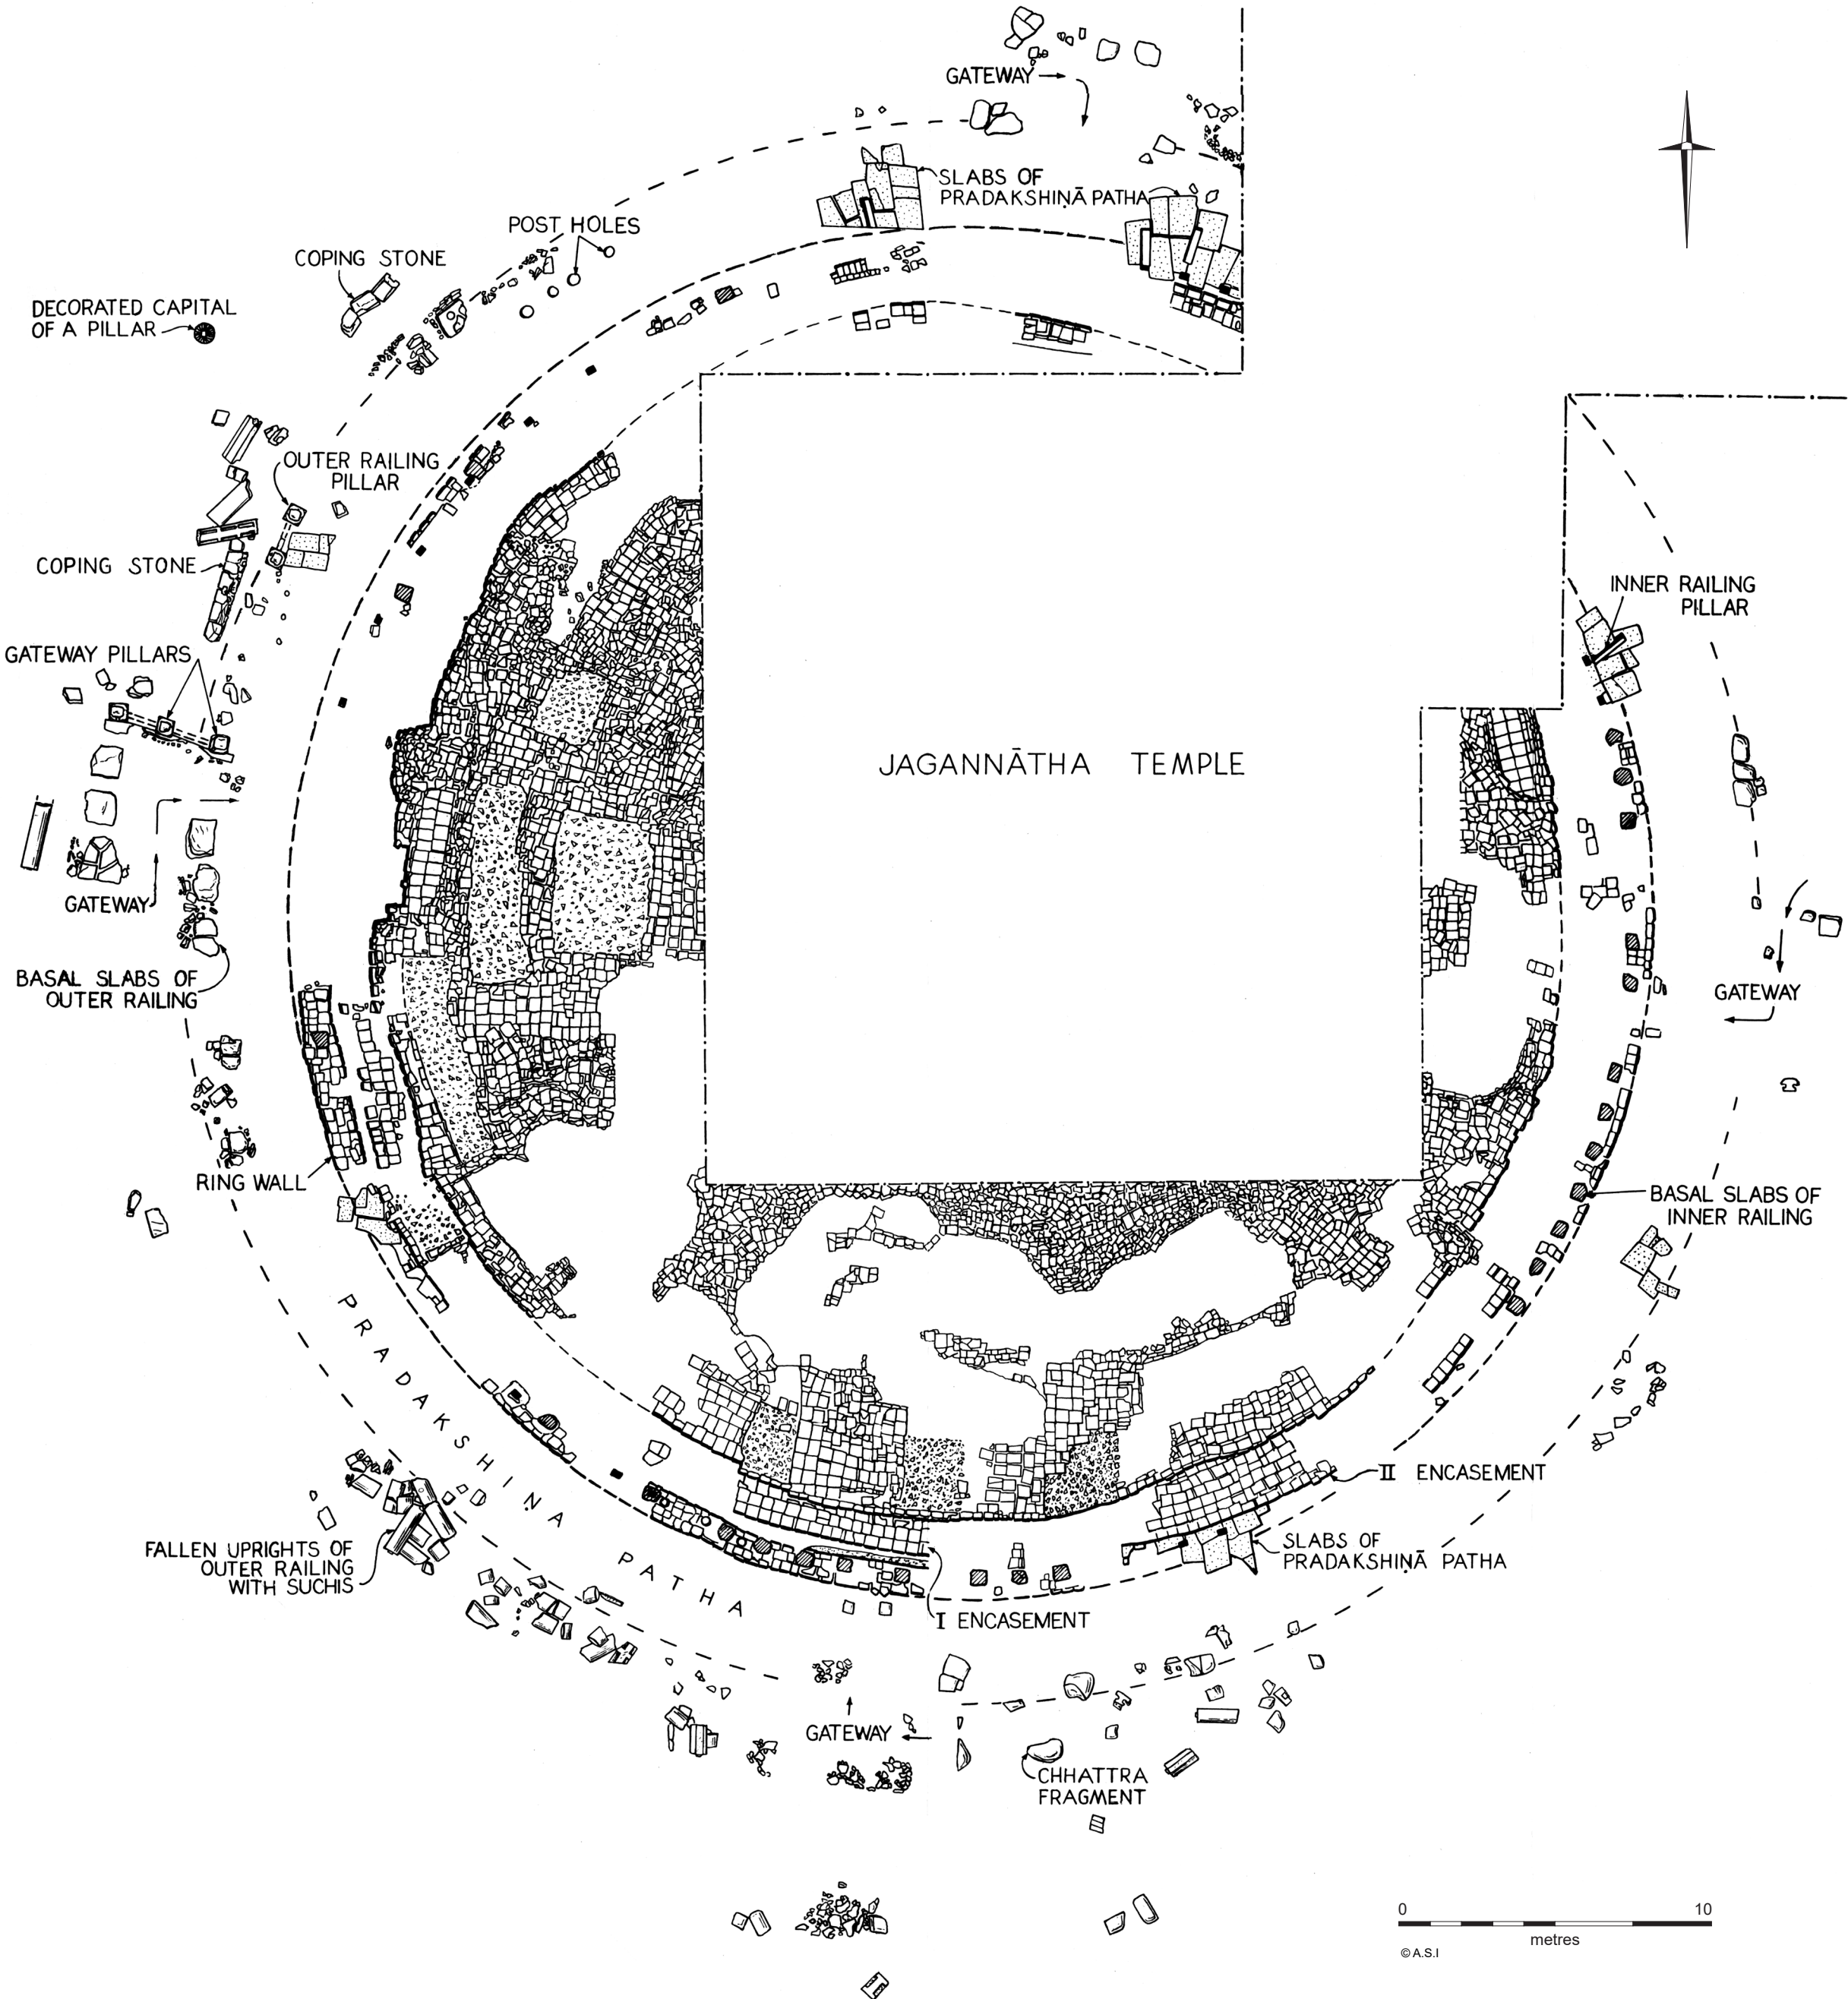 GATEWAY
SLABS OF
PRADAKSHIṆĀ PATHA
POST HOLES
COPING STONE
DECORATED CAPITAL
OF A PILLAR
OUTER RAILING
PILLAR
COPING STONE
INNER RAILING
PILLAR
GATEWAY PILLARS
JAGANNĀTHA TEMPLE
GATEWAY
BASAL SLABS OF
OUTER RAILING
GATEWAY
RING WALL
BASAL SLABS OF
INNER RAILING
PRADAKSHIṆA PATHA
II ENCASEMENT
FALLEN UPRIGHTS OF
OUTER RAILING
WITH SUCHIS
SLABS OF
PRADAKSHIṆĀ PATHA
I ENCASEMENT
GATEWAY
CHHATTRA
FRAGMENT
0 10
metres
© A.S.I